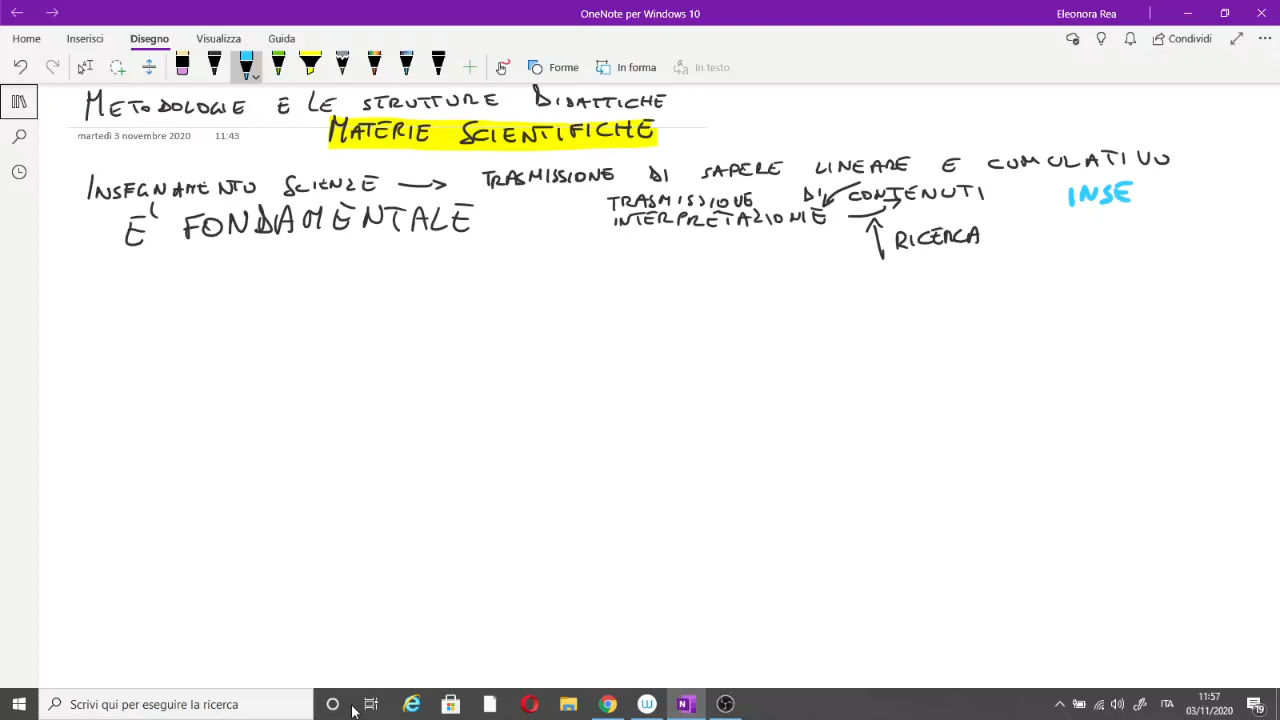 OneNote per Windows 10
Eleonora Rea
Home Inserisci Disegno Visualizza Guida
Condividi
Forme In forma In testo
METODOLOGIE E LE STRUTTURE DIDATTICHE
martedì 3 novembre 2020 11:43
MATERIE SCIENTIFICHE
INSEGNAMENTO SCIENZE → TRASMISSIONE DI SAPERE LINEARE E CUMULATIVO
TRASMISSIONE DI CONTENUTI
INSE
E' FONDAMENTALE
INTERPRETAZIONE
RICERCA
Scrivi qui per eseguire la ricerca
ITA
11:57
03/11/2020
19